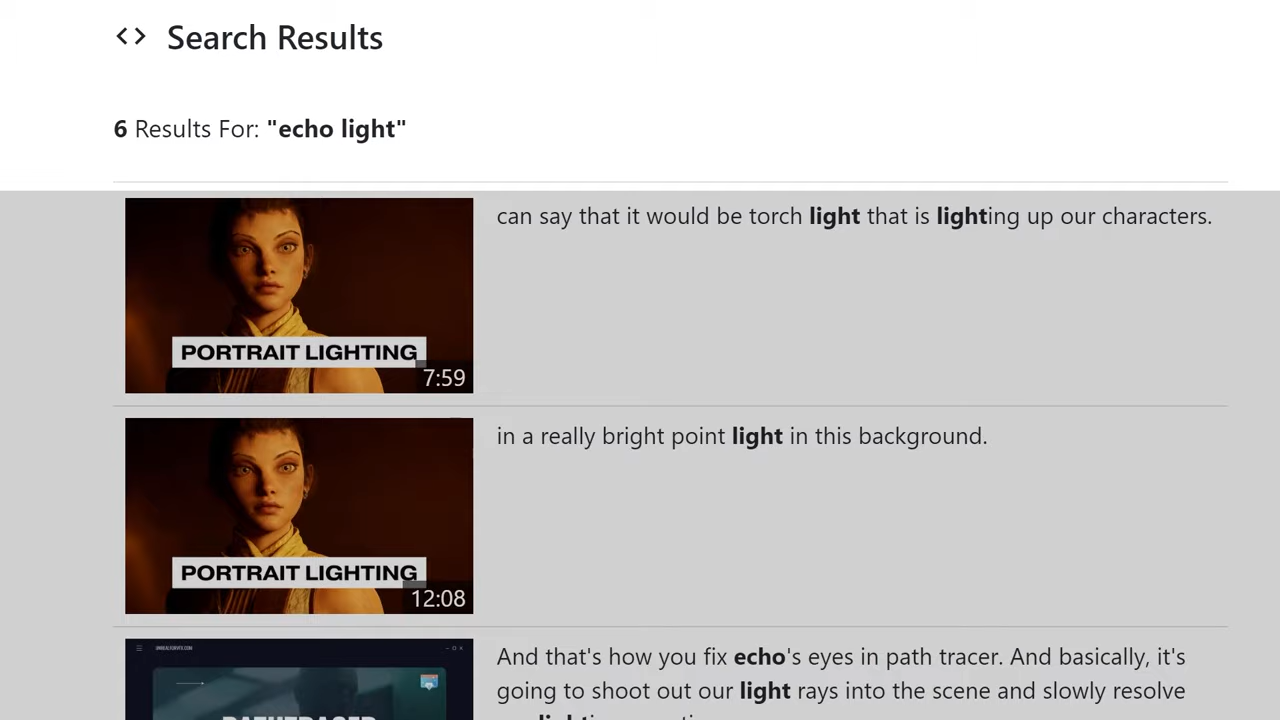 <> Search Results
6 Results For: "echo light"
can say that it would be torch light that is lighting up our characters.
PORTRAIT LIGHTING
7:59
in a really bright point light in this background.
PORTRAIT LIGHTING
12:08
And that's how you fix echo's eyes in path tracer. And basically, it's
going to shoot out our light rays into the scene and slowly resolve